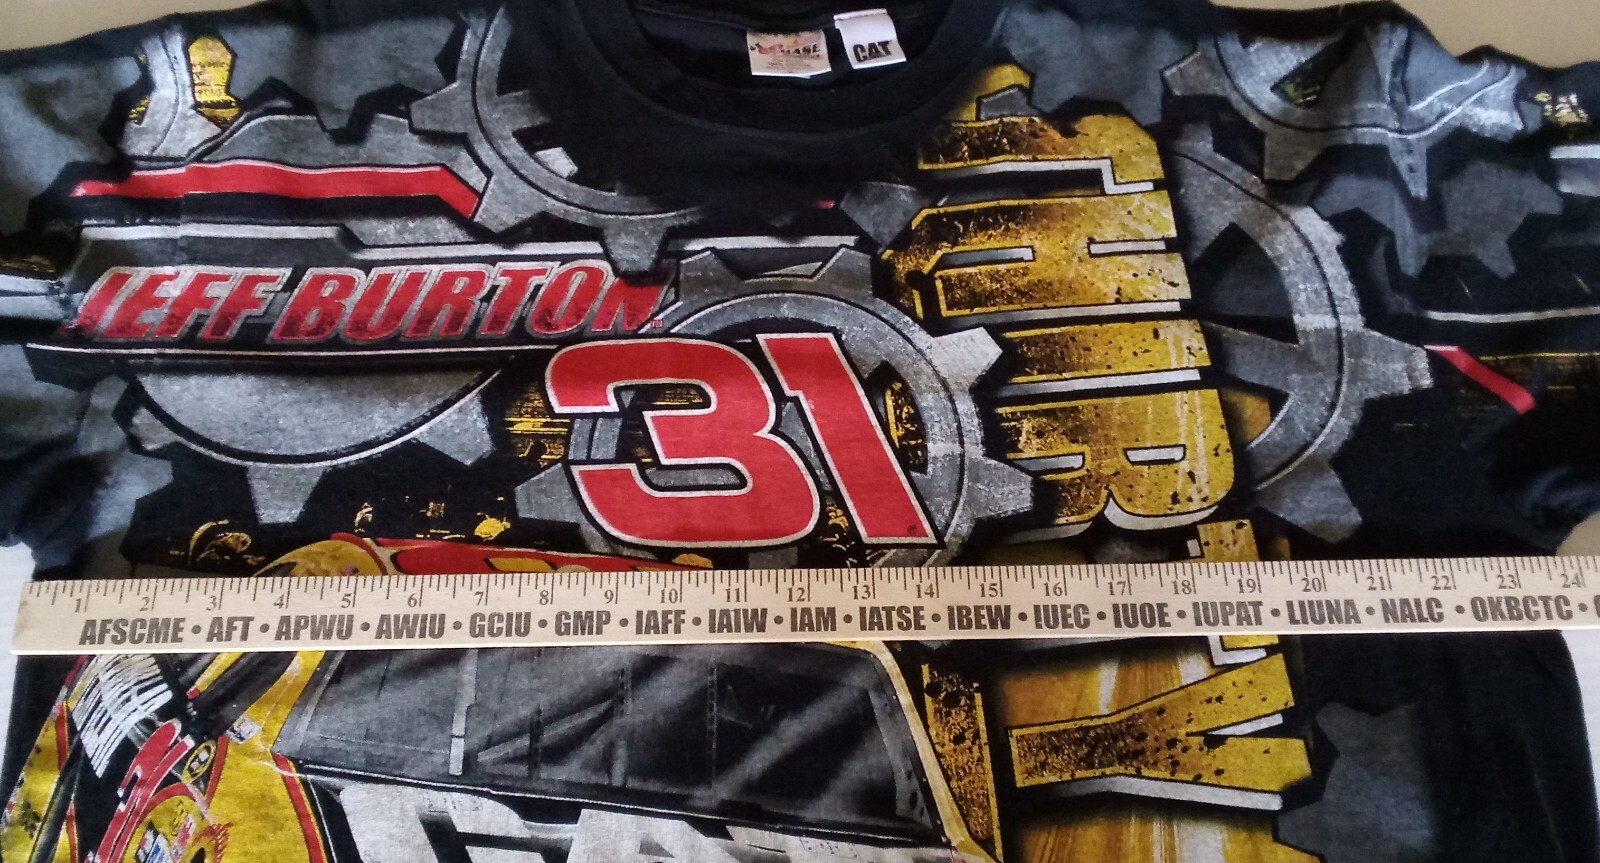 CHASE
CAT
JEFF BURTON
31
1 2 3 4 5 6 7 8 9 10 11 12 13 14 15 16 17 18 19 20 21 22 23 24
AFSCME • AFT • APWU • AWIU • GCIU • GMP • IAFF • IAIW • IAM • IATSE • IBEW • IUEC • IUOE • IUPAT • LIUNA • NALC • OKBCTC •